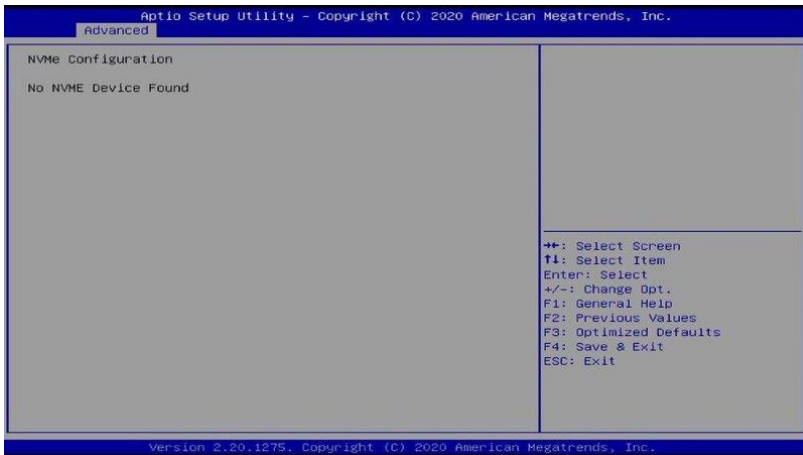 Aptio Setup Utility – Copyright (C) 2020 American Megatrends, Inc.
Advanced
NVMe Configuration
No NVME Device Found
→←: Select Screen
↑↓: Select Item
Enter: Select
+/-: Change Opt.
F1: General Help
F2: Previous Values
F3: Optimized Defaults
F4: Save & Exit
ESC: Exit
Version 2.20.1275. Copyright (C) 2020 American Megatrends, Inc.